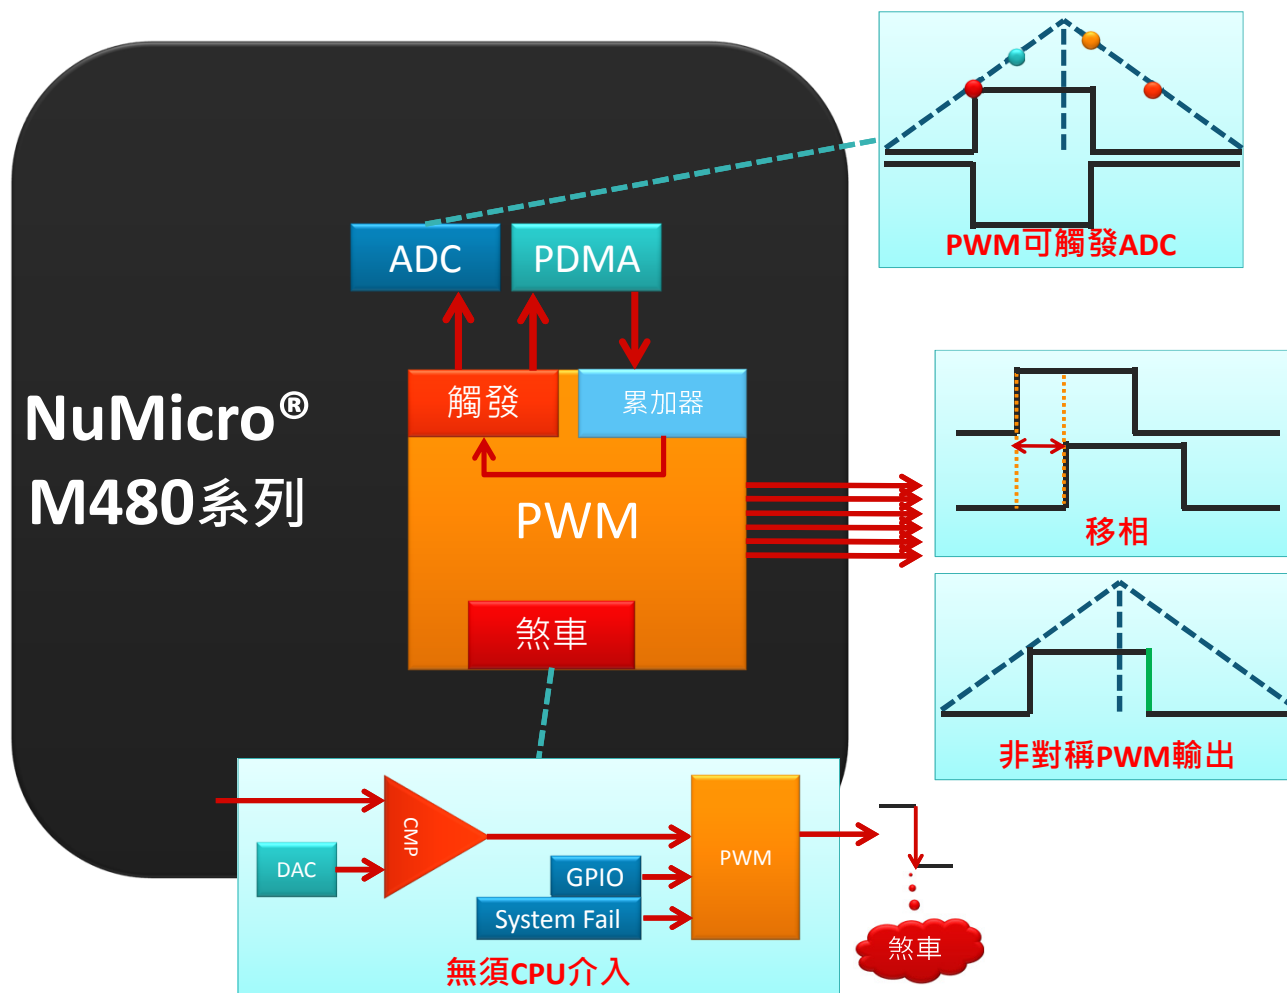 PWM可觸發ADC
ADC
PDMA
觸發
累加器
NuMicro®
M480系列
PWM
移相
煞車
非對稱PWM輸出
CMP
DAC
PWM
GPIO
System Fail
煞車
無須CPU介入